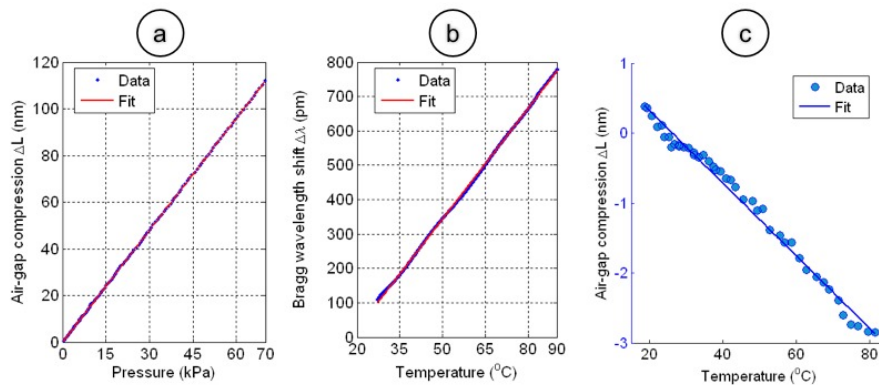 a
Air-gap compression △L (nm)
120
100
80
60
40
20
0
Data
Fit
0 15 30 45 60 70
Pressure (kPa)
b
Bragg wavelength shift △λ (pm)
800
700
600
500
400
300
200
100
0
Data
Fit
20 35 50 65 80 90
Temperature (°C)
c
Air-gap compression △L (nm)
1
0
-1
-2
-3
Data
Fit
20 40 60 80
Temperature (°C)